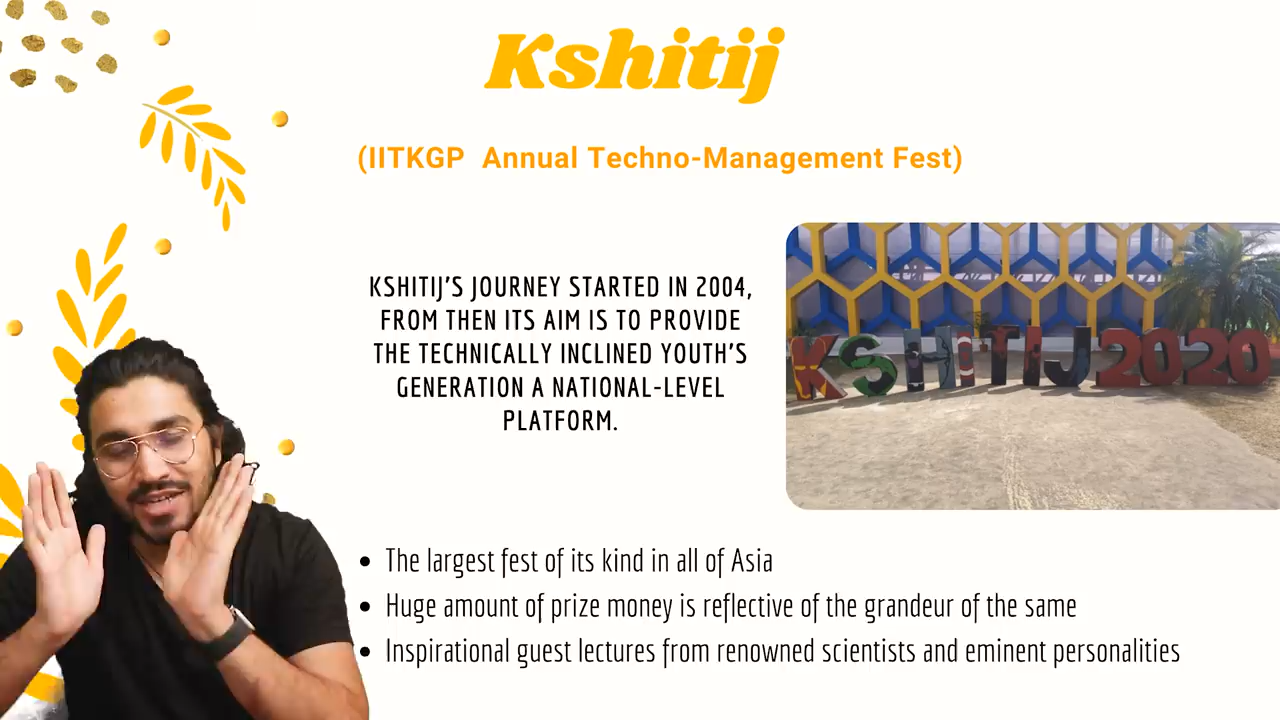 Kshitij
(IITKGP Annual Techno-Management Fest)
KSHITIJ'S JOURNEY STARTED IN 2004,
FROM THEN ITS AIM IS TO PROVIDE
THE TECHNICALLY INCLINED YOUTH'S
GENERATION A NATIONAL-LEVEL
PLATFORM.
KSHITIJ 2020
• The largest fest of its kind in all of Asia
• Huge amount of prize money is reflective of the grandeur of the same
• Inspirational guest lectures from renowned scientists and eminent personalities